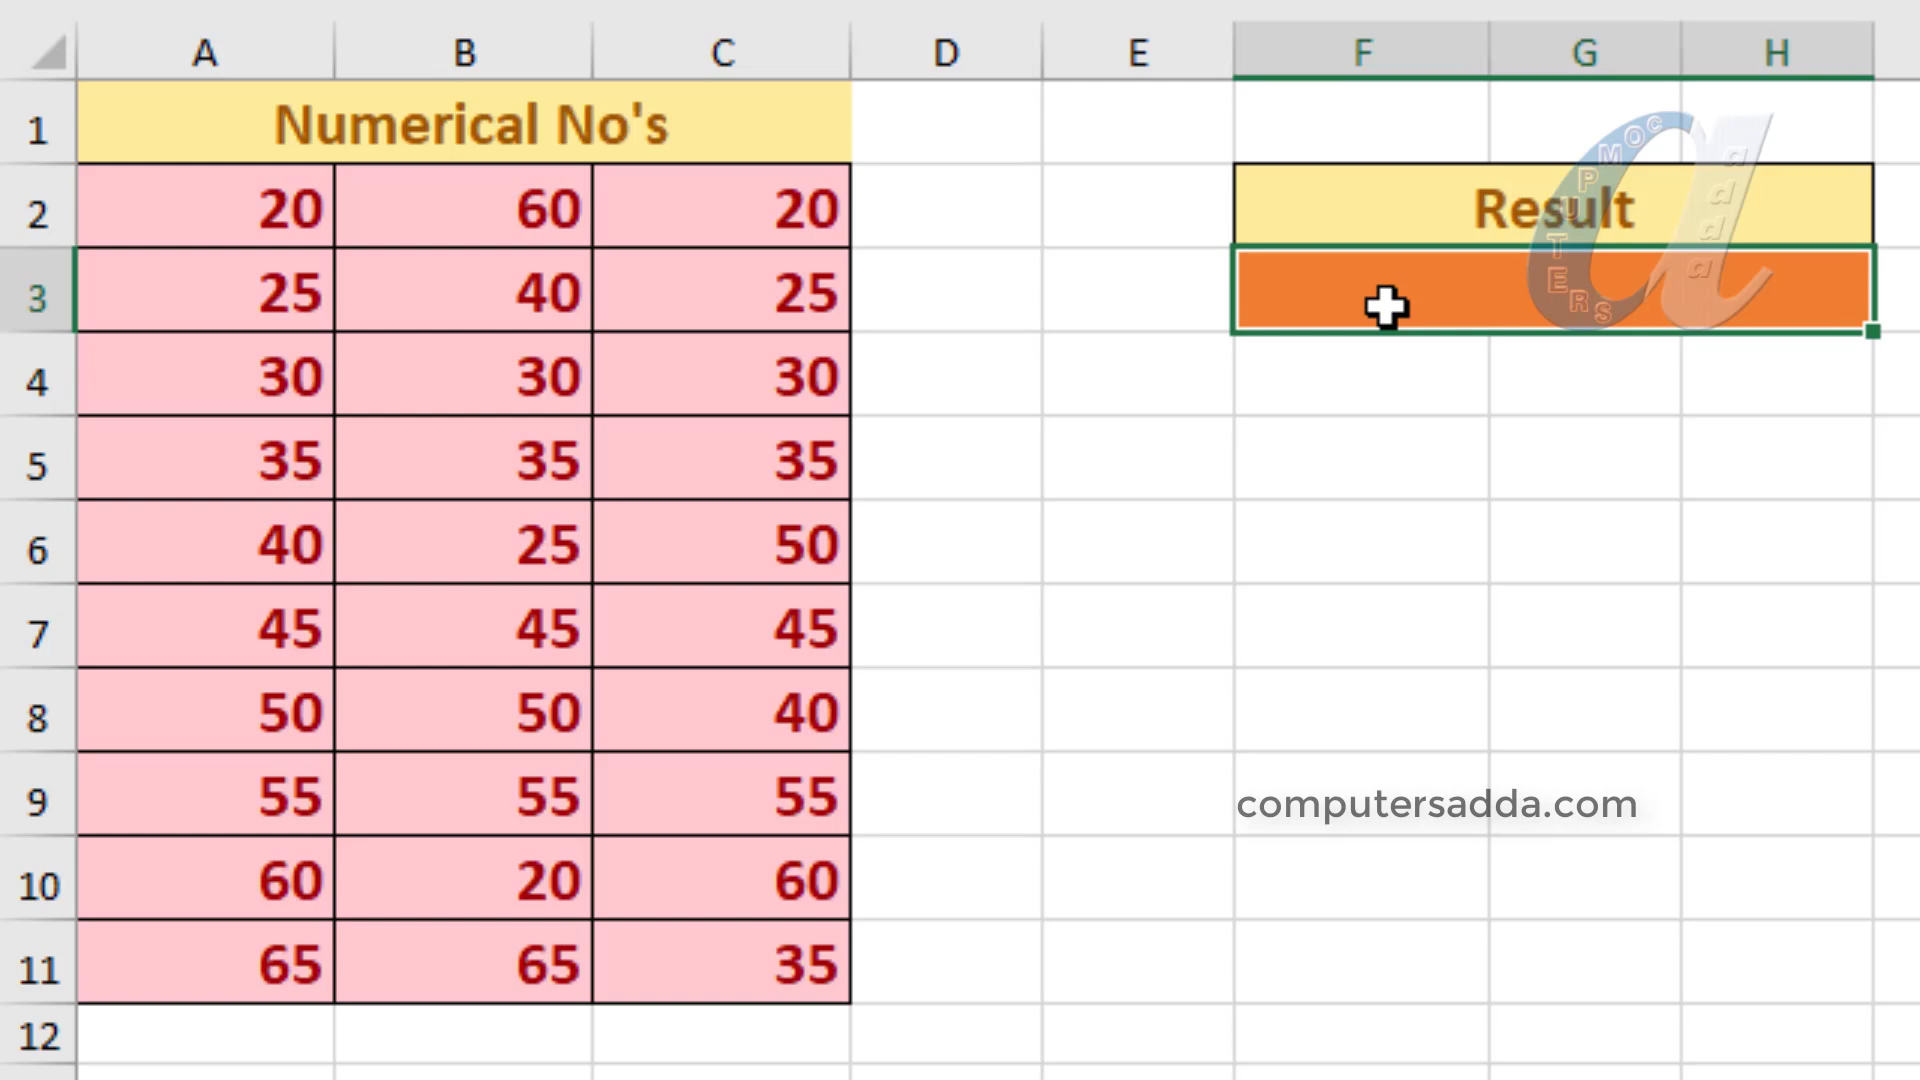 A B C D E F G H
1 Numerical No's
2 20 60 20 Result
3 25 40 25
4 30 30 30
5 35 35 35
6 40 25 50
7 45 45 45
8 50 50 40
9 55 55 55 computersadda.com
10 60 20 60
11 65 65 35
12
COMPUTERS
adda